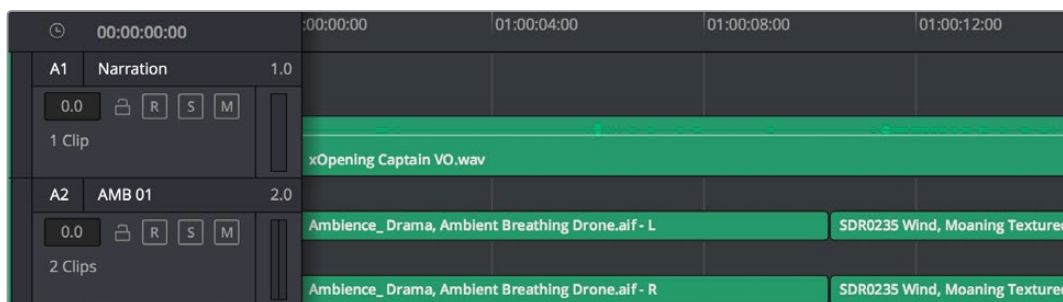 00:00:00:00 :00:00:00 01:00:04:00 01:00:08:00 01:00:12:00
A1 Narration 1.0
0.0 R S M
1 Clip
xOpening Captain VO.wav
A2 AMB 01 2.0
Ambience_ Drama, Ambient Breathing Drone.aif - L SDR0235 Wind, Moaning Texture
0.0 R S M
2 Clips
Ambience_ Drama, Ambient Breathing Drone.aif - R SDR0235 Wind, Moaning Texture